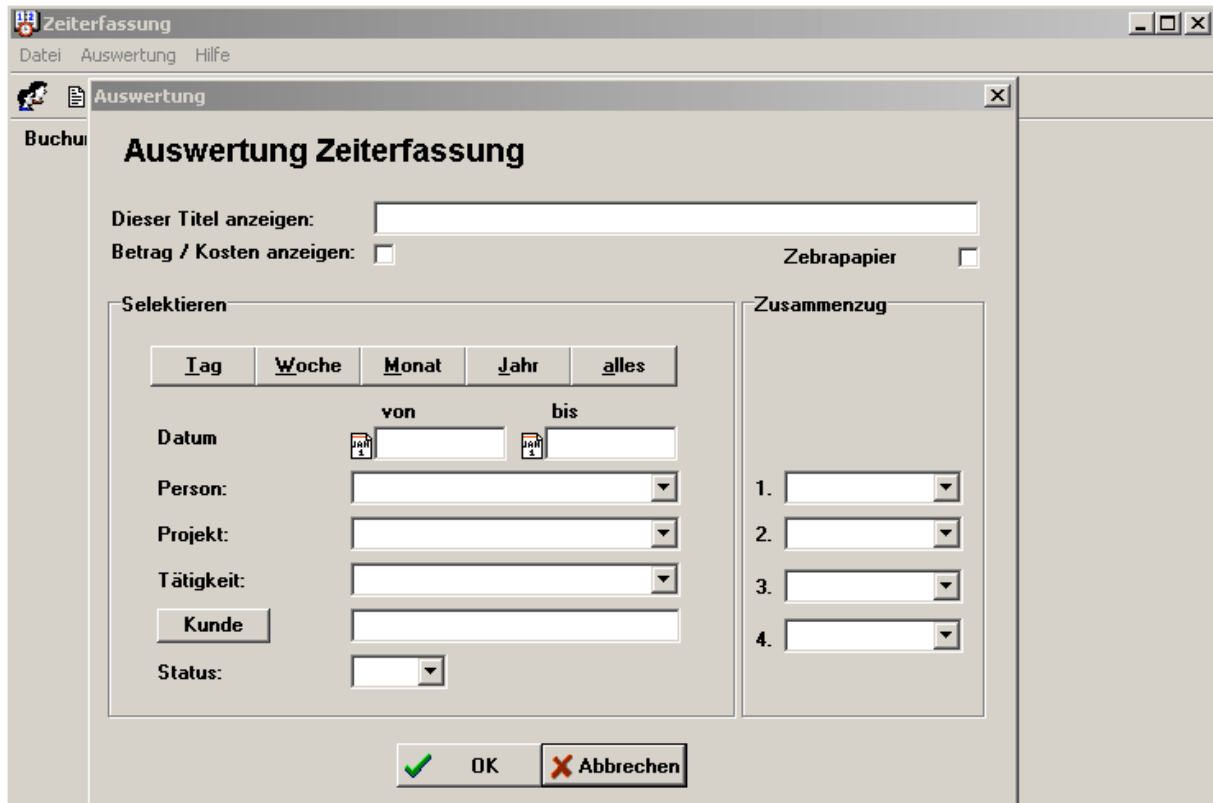 Zeiterfassung
Datei Auswertung Hilfe
Auswertung
Auswertung Zeiterfassung
Dieser Titel anzeigen:
Betrag / Kosten anzeigen: Zebrapapier
Selektieren Zusammenzug
Tag Woche Monat Jahr alles
von bis
Datum
Person: 1.
Projekt: 2.
Tätigkeit: 3.
Kunde 4.
Status:
OK Abbrechen